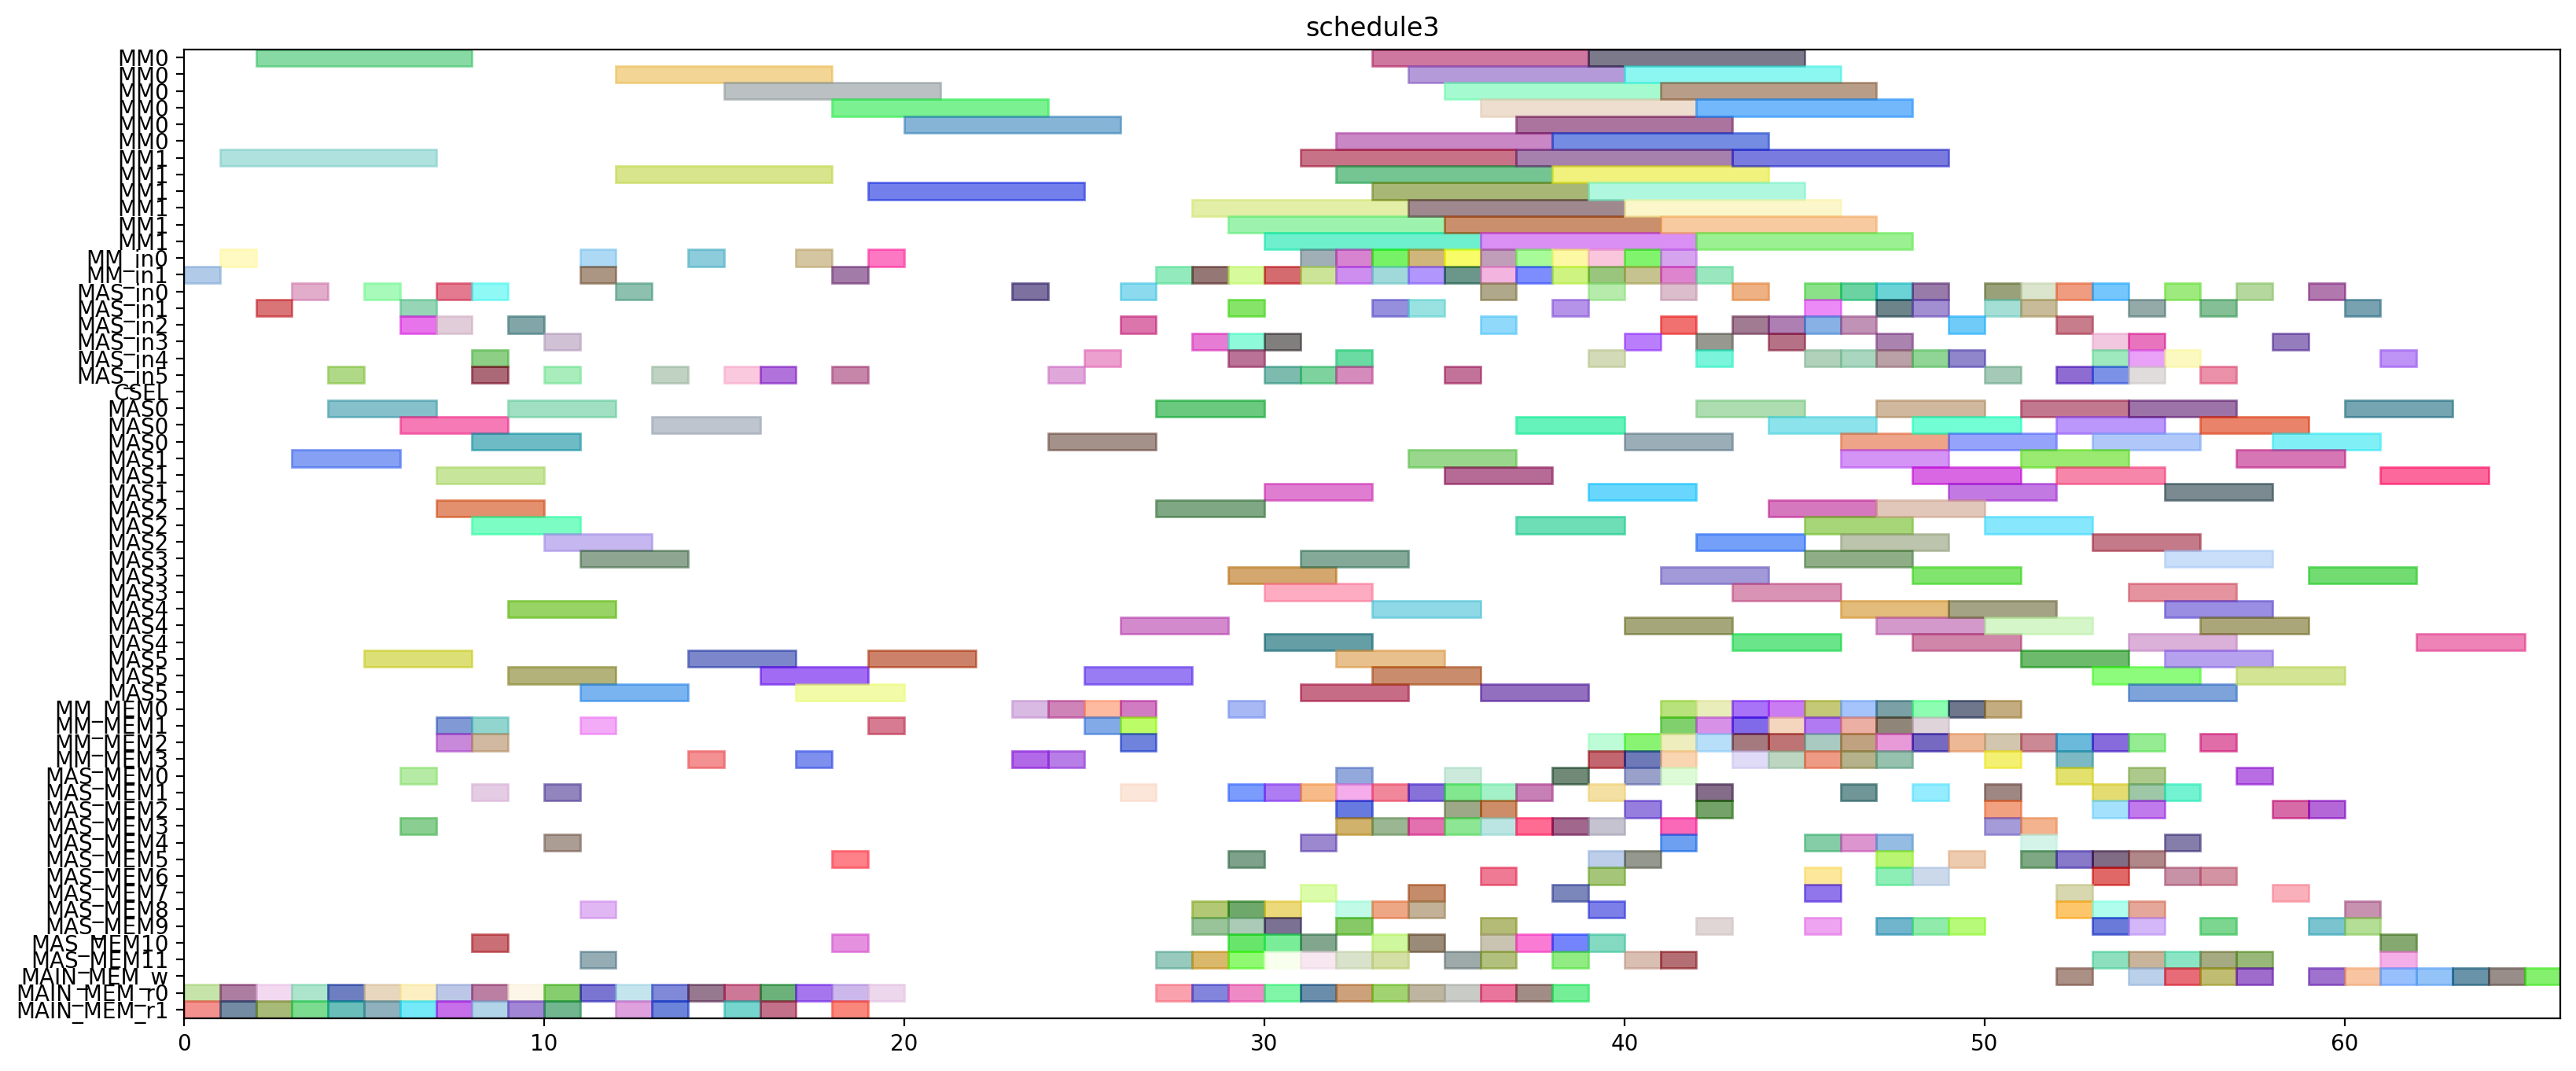 schedule3
MM0
MM0
MM0
MM0
MM0
MM0
MM1
MM1
MM1
MM1
MM1
MM1
MM_in0
MM_in1
MAS_in0
MAS_in1
MAS_in2
MAS_in3
MAS_in4
MAS_in5
CSEL
MAS0
MAS0
MAS0
MAS1
MAS1
MAS1
MAS2
MAS2
MAS2
MAS3
MAS3
MAS3
MAS4
MAS4
MAS4
MAS5
MAS5
MAS5
MM_MEM0
MM_MEM1
MM_MEM2
MM_MEM3
MAS_MEM0
MAS_MEM1
MAS_MEM2
MAS_MEM3
MAS_MEM4
MAS_MEM5
MAS_MEM6
MAS_MEM7
MAS_MEM8
MAS_MEM9
MAS_MEM10
MAS_MEM11
MAIN_MEM_w
MAIN_MEM_r0
MAIN_MEM_r1
0 10 20 30 40 50 60